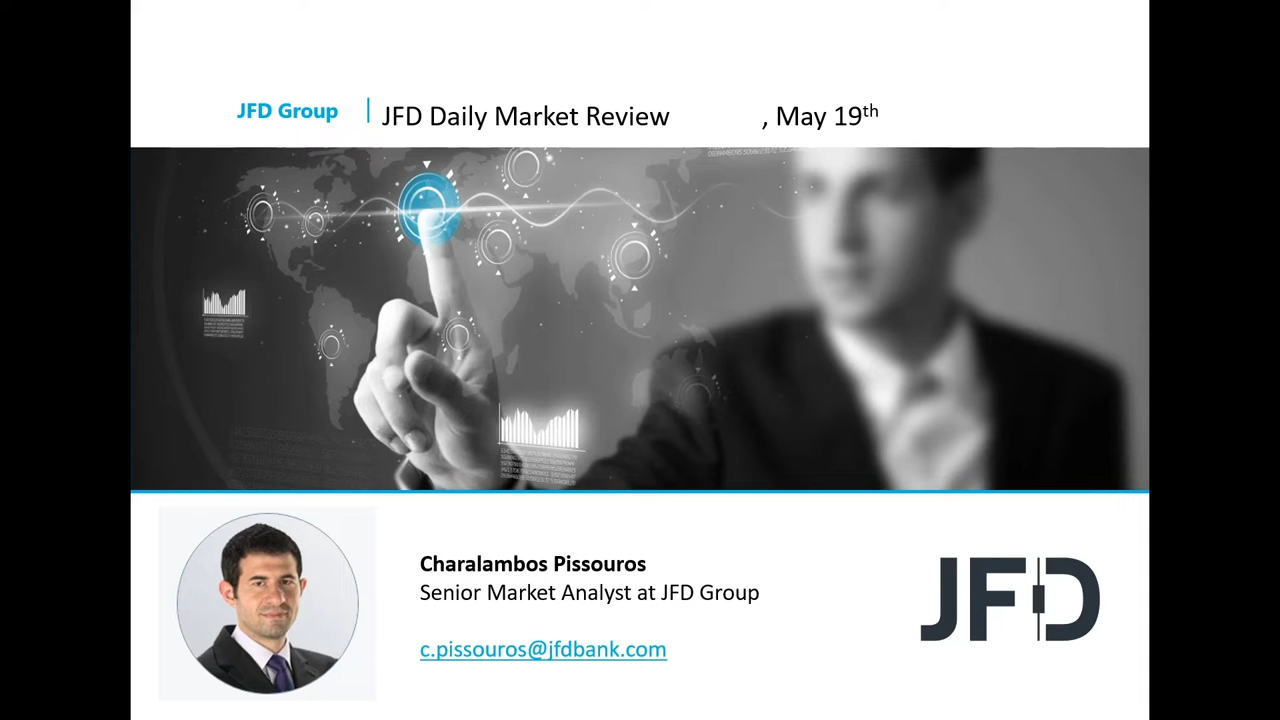 JFD Group
JFD Daily Market Review , May 19th
Charalambos Pissouros
Senior Market Analyst at JFD Group
c.pissouros@jfdbank.com
JFD